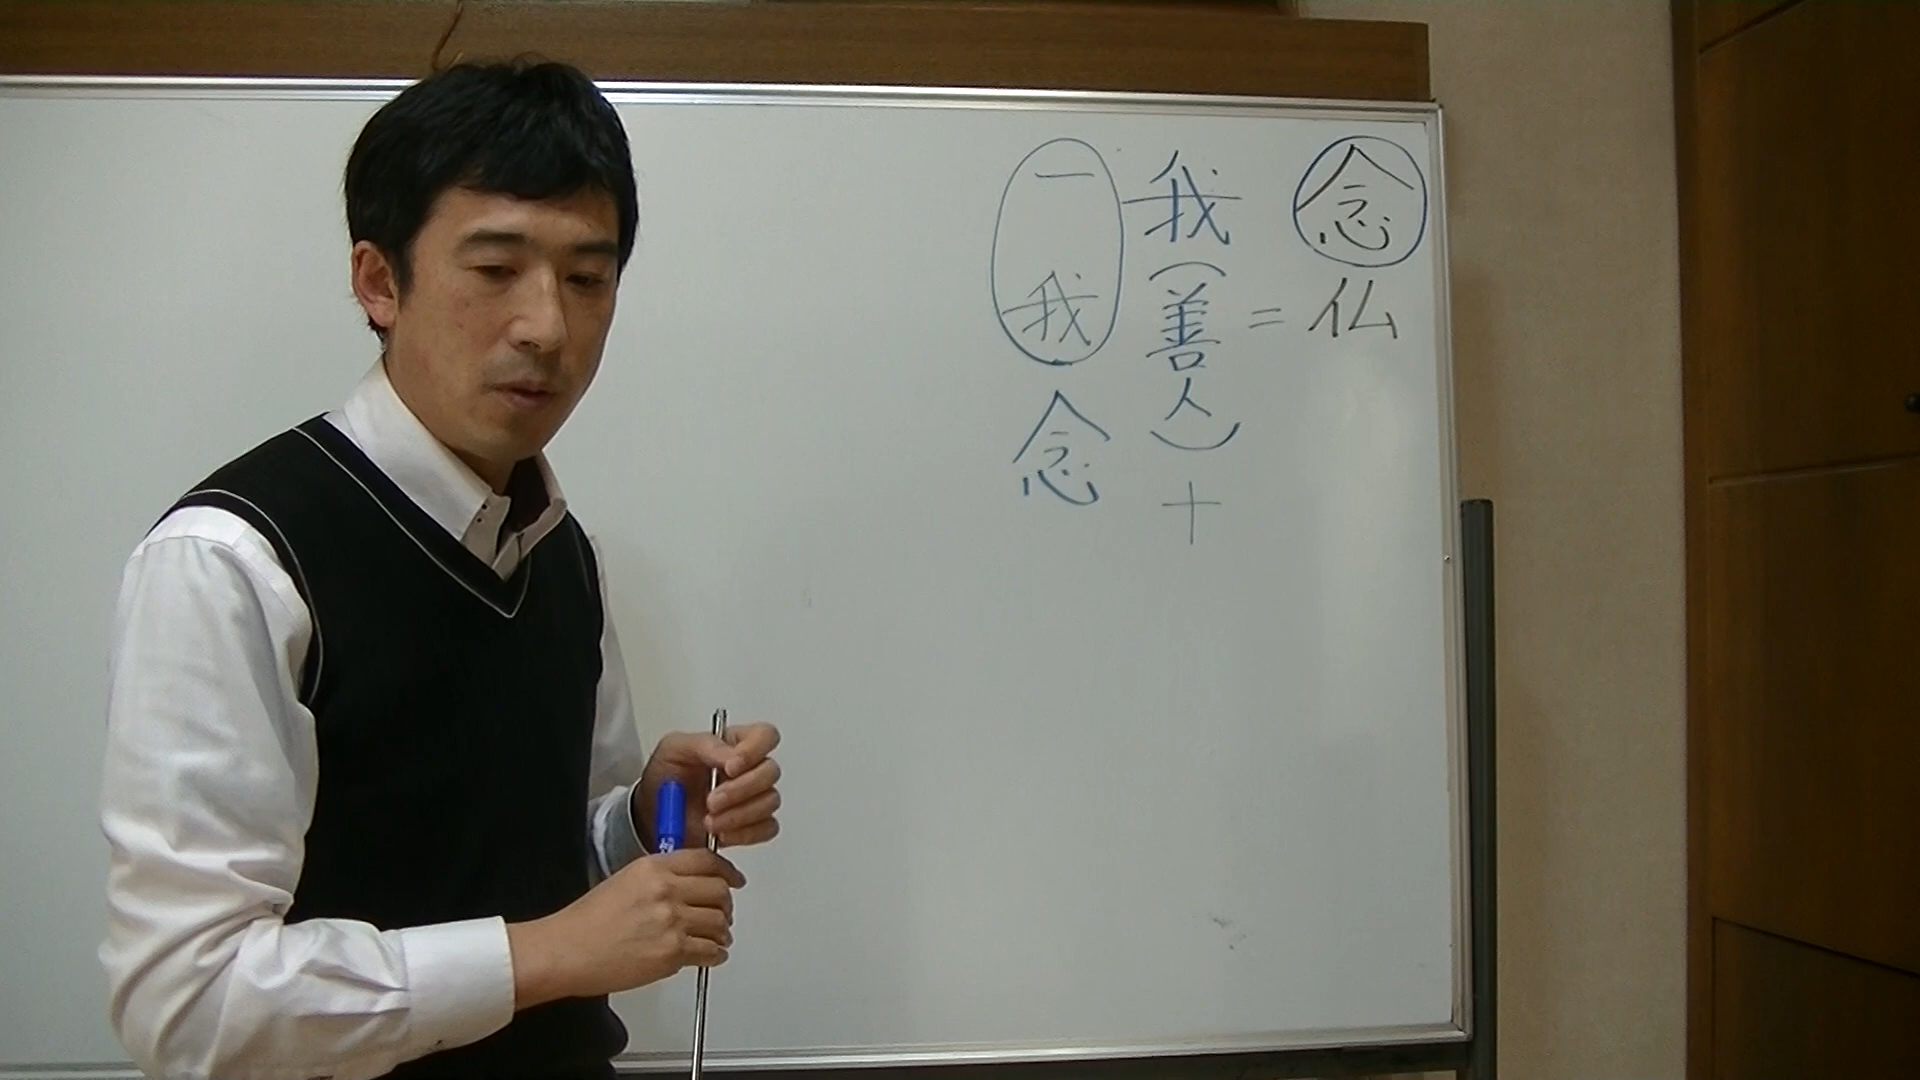 念仏
=
我(善人)+
一我念